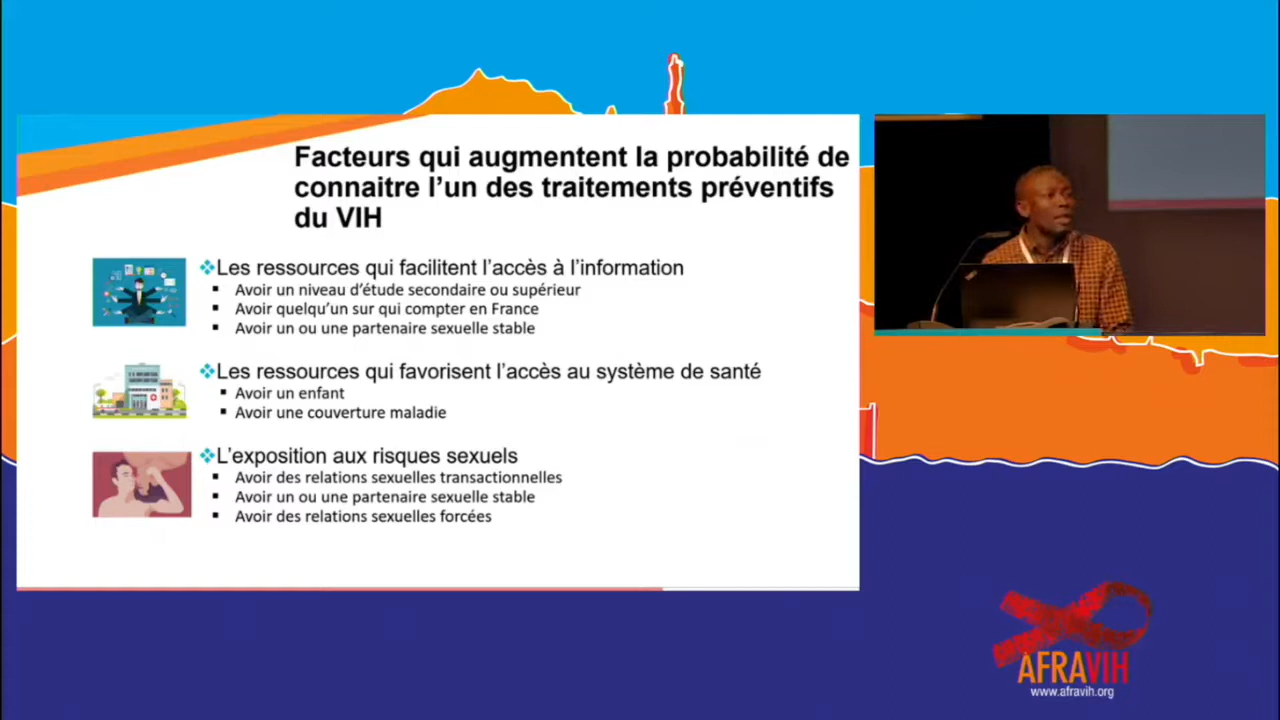 Facteurs qui augmentent la probabilité de
connaitre l'un des traitements préventifs
du VIH
❖Les ressources qui facilitent l'accès à l'information
▪ Avoir un niveau d'étude secondaire ou supérieur
▪ Avoir quelqu'un sur qui compter en France
▪ Avoir un ou une partenaire sexuelle stable
❖Les ressources qui favorisent l'accès au système de santé
▪ Avoir un enfant
▪ Avoir une couverture maladie
❖L'exposition aux risques sexuels
▪ Avoir des relations sexuelles transactionnelles
▪ Avoir un ou une partenaire sexuelle stable
▪ Avoir des relations sexuelles forcées
AFRAVIH
www.afravih.org